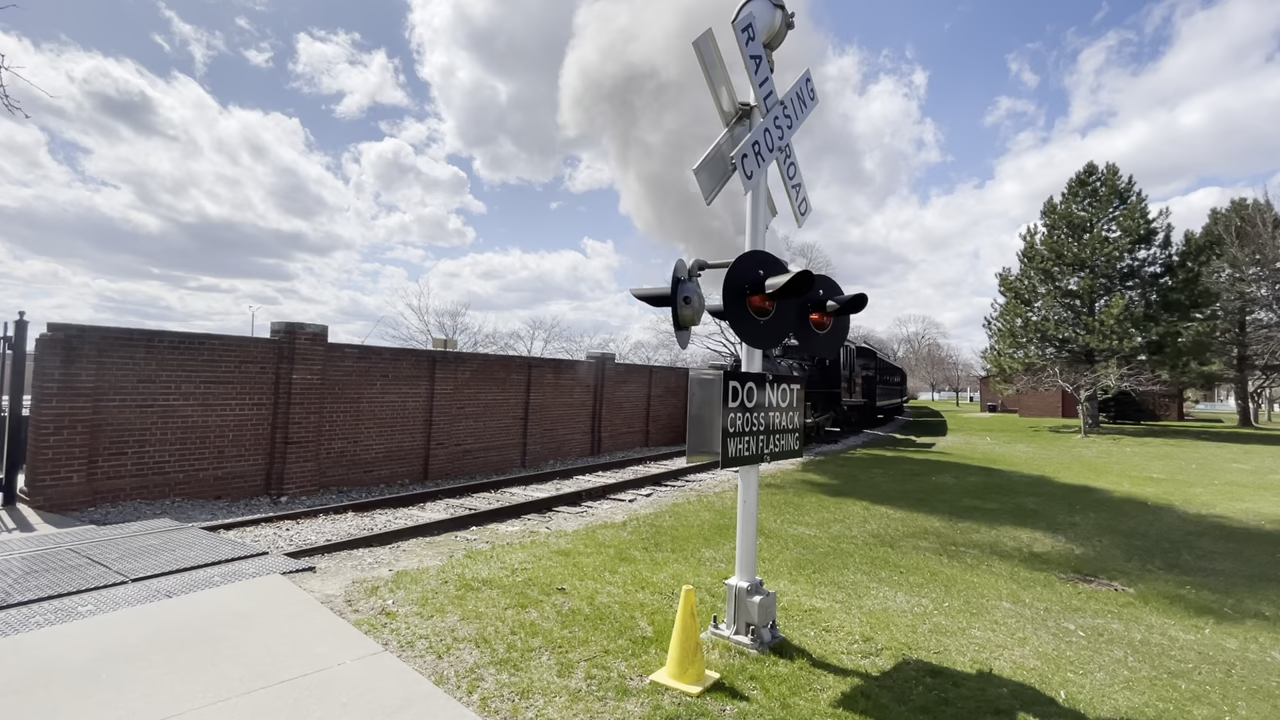 RAILROAD
CROSSING
DO NOT
CROSS TRACK
WHEN FLASHING